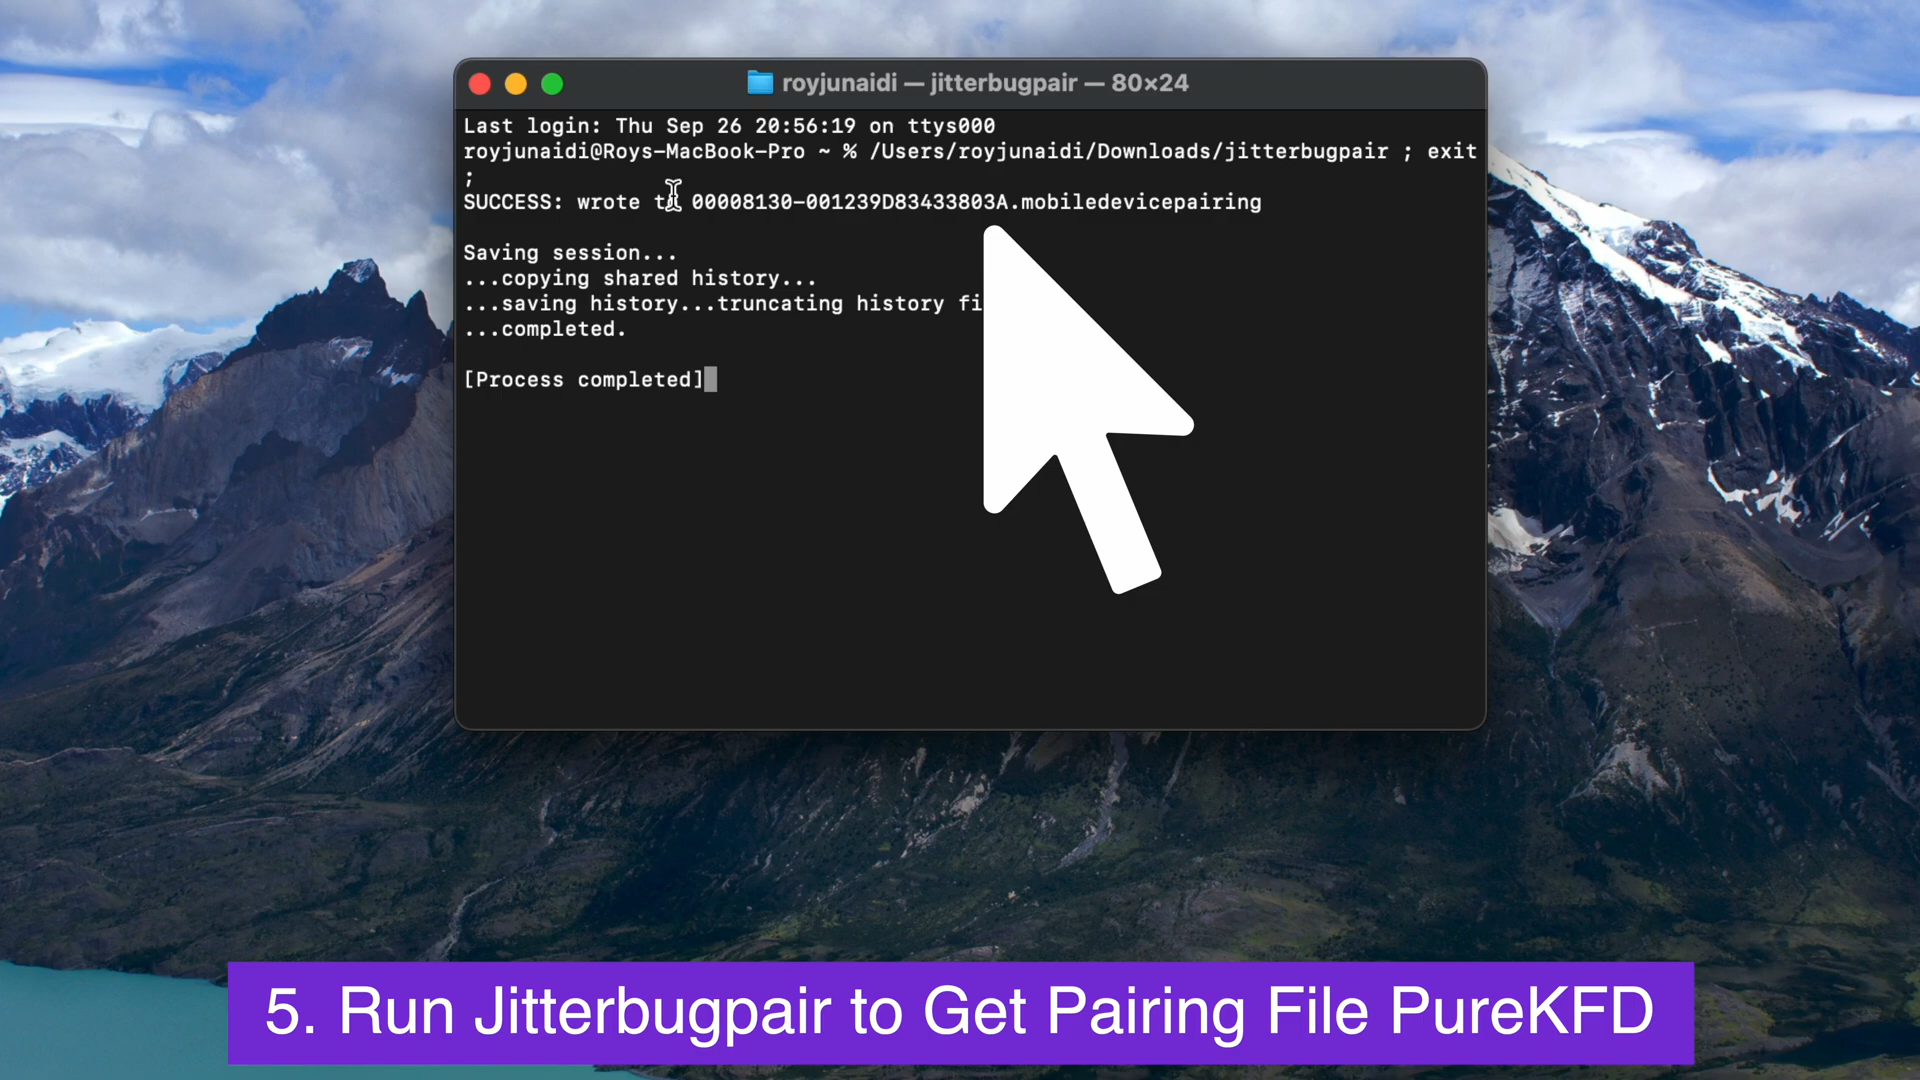 royjunaidi — jitterbugpair — 80×24
Last login: Thu Sep 26 20:56:19 on ttys000
royjunaidi@Roys-MacBook-Pro ~ % /Users/royjunaidi/Downloads/jitterbugpair ; exit
;
SUCCESS: wrote to 00008130-001239D83433803A.mobiledevicepairing
Saving session...
...copying shared history...
...saving history...truncating history
...completed.
[Process completed]
5. Run Jitterbugpair to Get Pairing File PureKFD